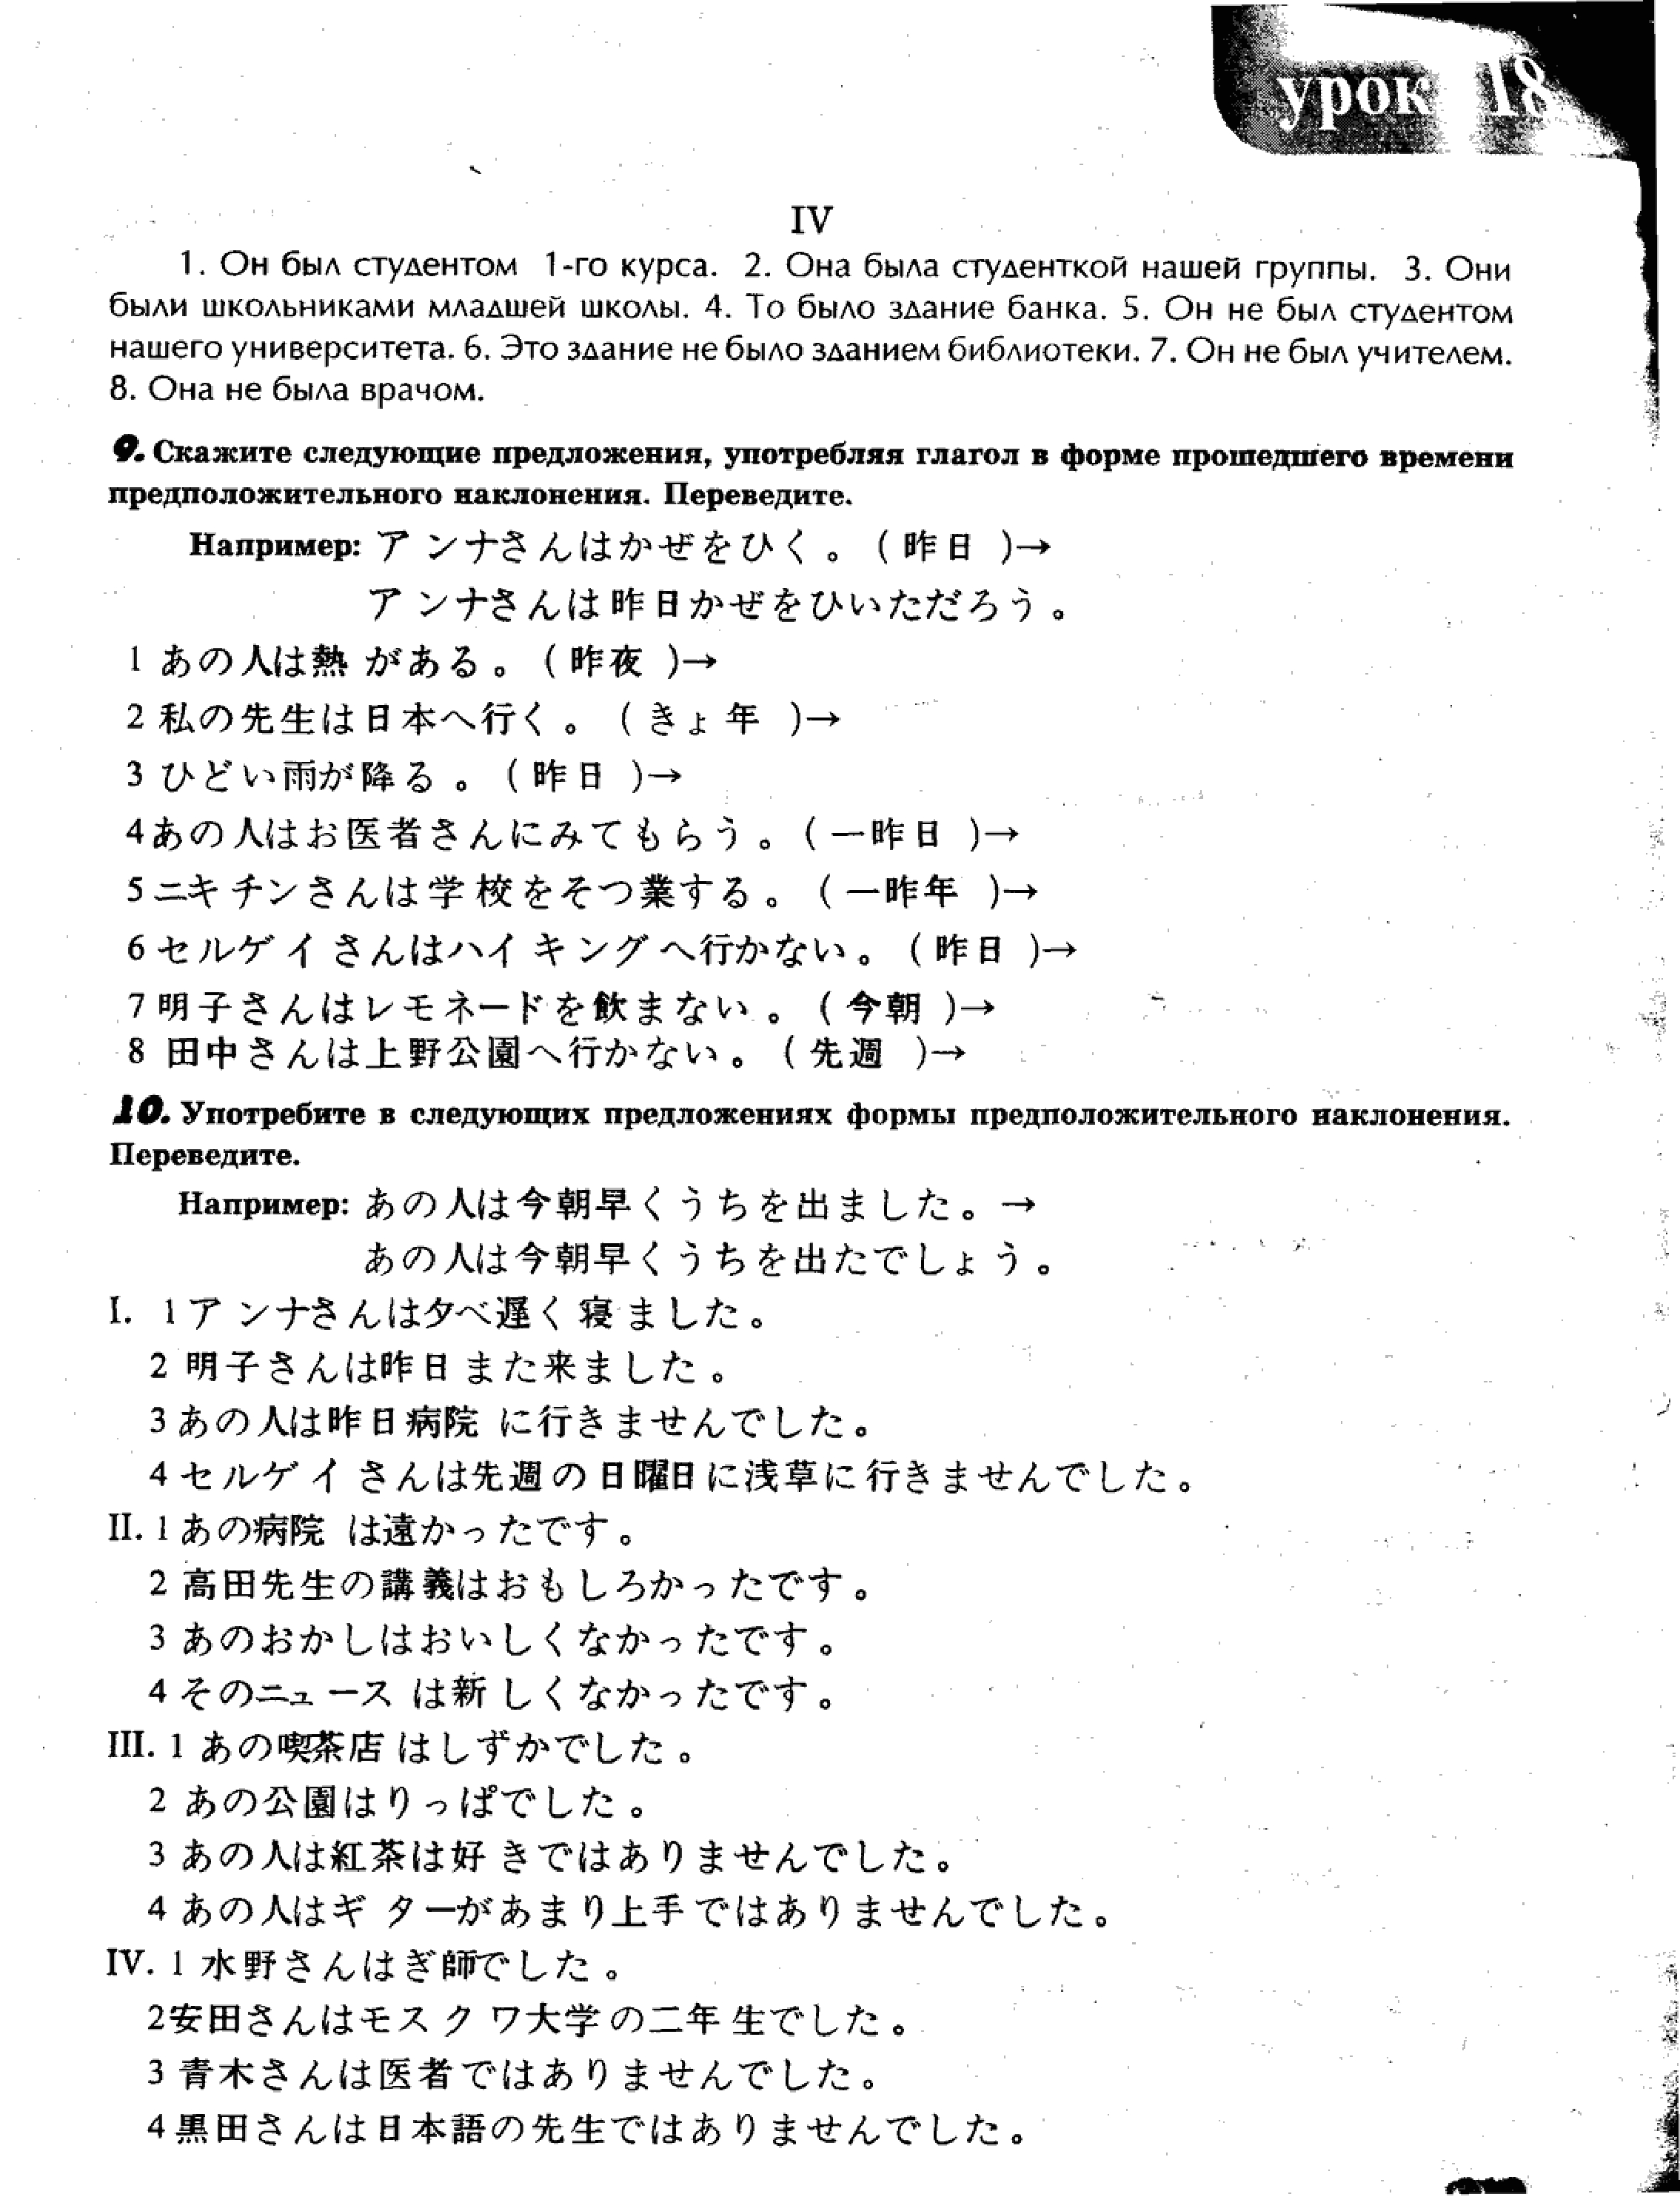 урок 18
IV
1. Он был студентом 1-го курса. 2. Она была студенткой нашей группы. 3. Они
были школьниками младшей школы. 4. То было здание банка. 5. Он не был студентом
нашего университета. 6. Это здание не было зданием библиотеки. 7. Он не был учителем.
8. Она не была врачом.
9. Скажите следующие предложения, употребляя глагол в форме прошедшего времени
предположительного наклонения. Переведите.
Например: アンナさんはかぜをひく。(昨日)→
アンナさんは昨日かぜをひいただろう。
1 あの人は熱がある。(昨夜)→
2 私の先生は日本へ行く。(きょ年)→
3 ひどい雨が降る。(昨日)→
4 あの人はお医者さんにみてもらう。(一昨日)→
5 ニキチンさんは学校をそつ業する。(一昨年)→
6 セルゲイさんはハイキングへ行かない。(昨日)→
7 明子さんはレモネードを飲まない。(今朝)→
8 田中さんは上野公園へ行かない。(先週)→
10. Употребите в следующих предложениях формы предположительного наклонения.
Переведите.
Например: あの人は今朝早くうちを出ました。→
あの人は今朝早くうちを出たでしょう。
I. 1 アンナさんは夕べ遅く寝ました。
2 明子さんは昨日また来ました。
3 あの人は昨日病院に行きませんでした。
4 セルゲイさんは先週の日曜日に浅草に行きませんでした。
II. 1 あの病院は遠かったです。
2 高田先生の講義はおもしろかったです。
3 あのおかしはおいしくなかったです。
4 そのニュースは新しくなかったです。
III. 1 あの喫茶店はしずかでした。
2 あの公園はりっぱでした。
3 あの人は紅茶は好きではありませんでした。
4 あの人はギターがあまり上手ではありませんでした。
IV. 1 水野さんはぎ師でした。
2 安田さんはモスクワ大学の二年生でした。
3 青木さんは医者ではありませんでした。
4 黒田さんは日本語の先生ではありませんでした。